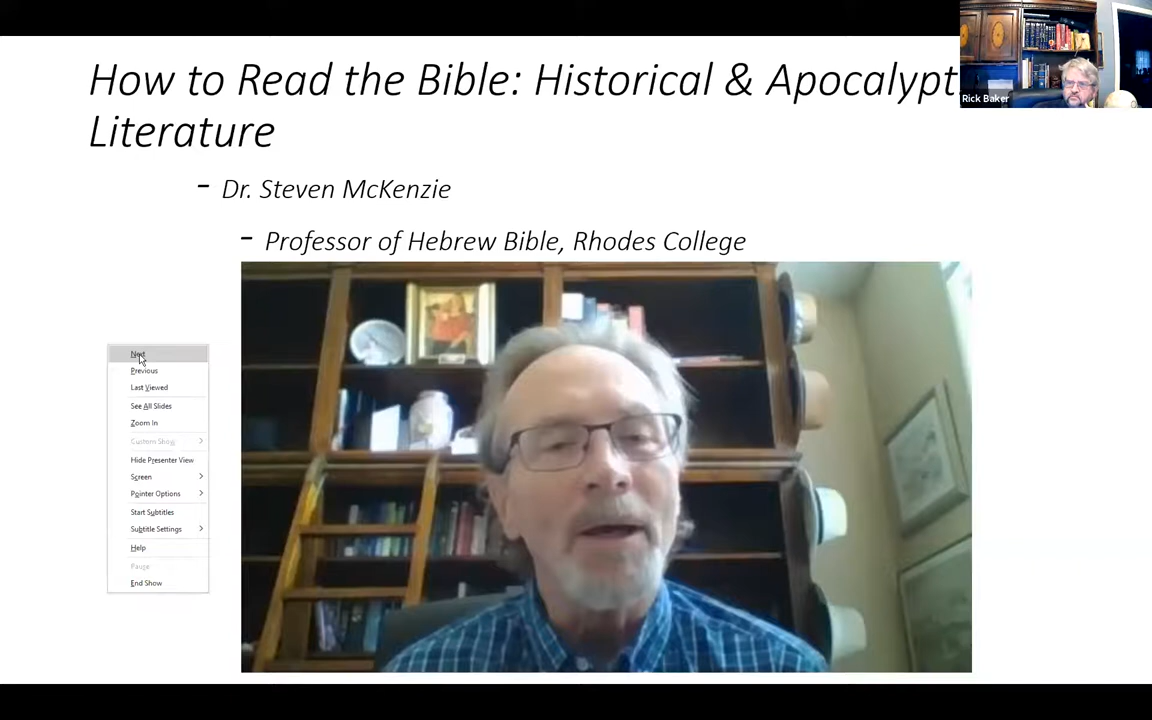 How to Read the Bible: Historical & Apocalypt
Literature
- Dr. Steven McKenzie
- Professor of Hebrew Bible, Rhodes College
Rick Baker
Next
Previous
Last Viewed
See All Slides
Zoom In
Custom Show
Hide Presenter View
Screen
Pointer Options
Start Subtitles
Subtitle Settings
Help
Pause
End Show